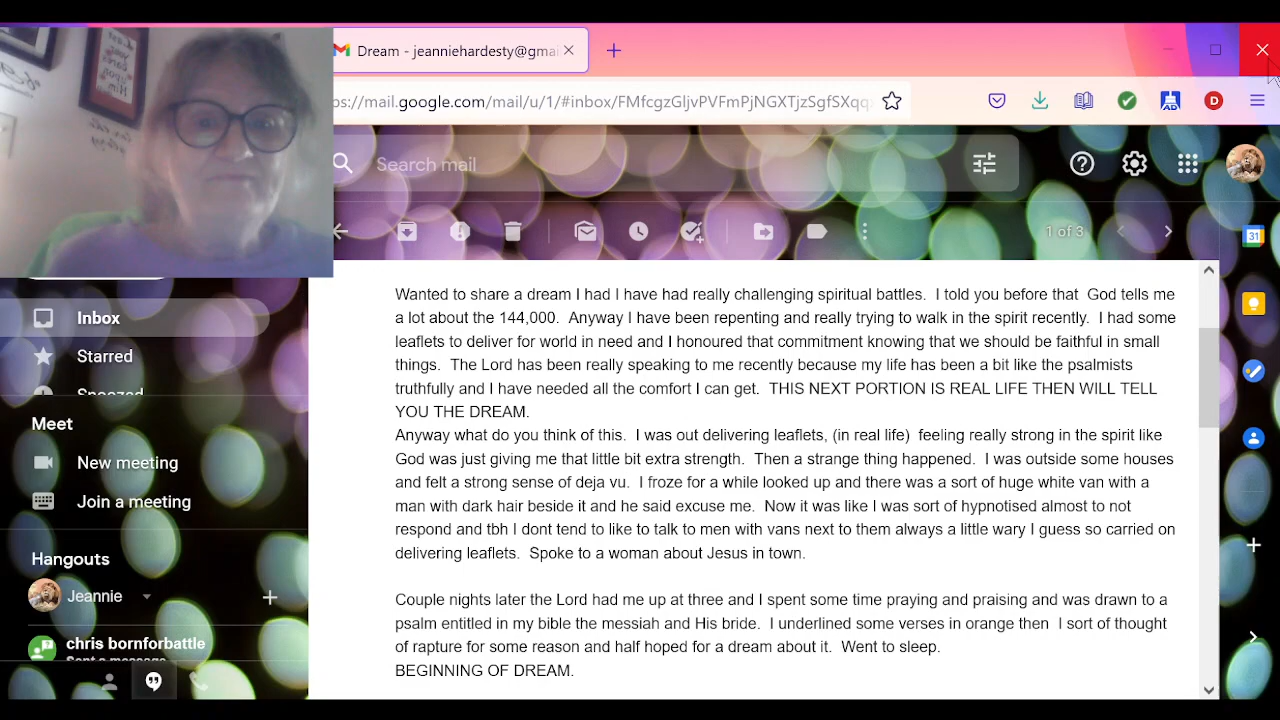 Dream - jeanniehardesty@gmai
ps://mail.google.com/mail/u/1/#inbox/FMfcgzGljvPVFmPjNGXTjzSgfSXqq
AD
D
Search mail
1 of 3
31
Inbox
Starred
Snoozed
Meet
New meeting
Join a meeting
Hangouts
Jeannie
chris bornforbattle
Wanted to share a dream I had I have had really challenging spiritual battles. I told you before that God tells me
a lot about the 144,000. Anyway I have been repenting and really trying to walk in the spirit recently. I had some
leaflets to deliver for world in need and I honoured that commitment knowing that we should be faithful in small
things. The Lord has been really speaking to me recently because my life has been a bit like the psalmists
truthfully and I have needed all the comfort I can get. THIS NEXT PORTION IS REAL LIFE THEN WILL TELL
YOU THE DREAM.
Anyway what do you think of this. I was out delivering leaflets, (in real life) feeling really strong in the spirit like
God was just giving me that little bit extra strength. Then a strange thing happened. I was outside some houses
and felt a strong sense of deja vu. I froze for a while looked up and there was a sort of huge white van with a
man with dark hair beside it and he said excuse me. Now it was like I was sort of hypnotised almost to not
respond and tbh I dont tend to like to talk to men with vans next to them always a little wary I guess so carried on
delivering leaflets. Spoke to a woman about Jesus in town.
Couple nights later the Lord had me up at three and I spent some time praying and praising and was drawn to a
psalm entitled in my bible the messiah and His bride. I underlined some verses in orange then I sort of thought
of rapture for some reason and half hoped for a dream about it. Went to sleep.
BEGINNING OF DREAM.